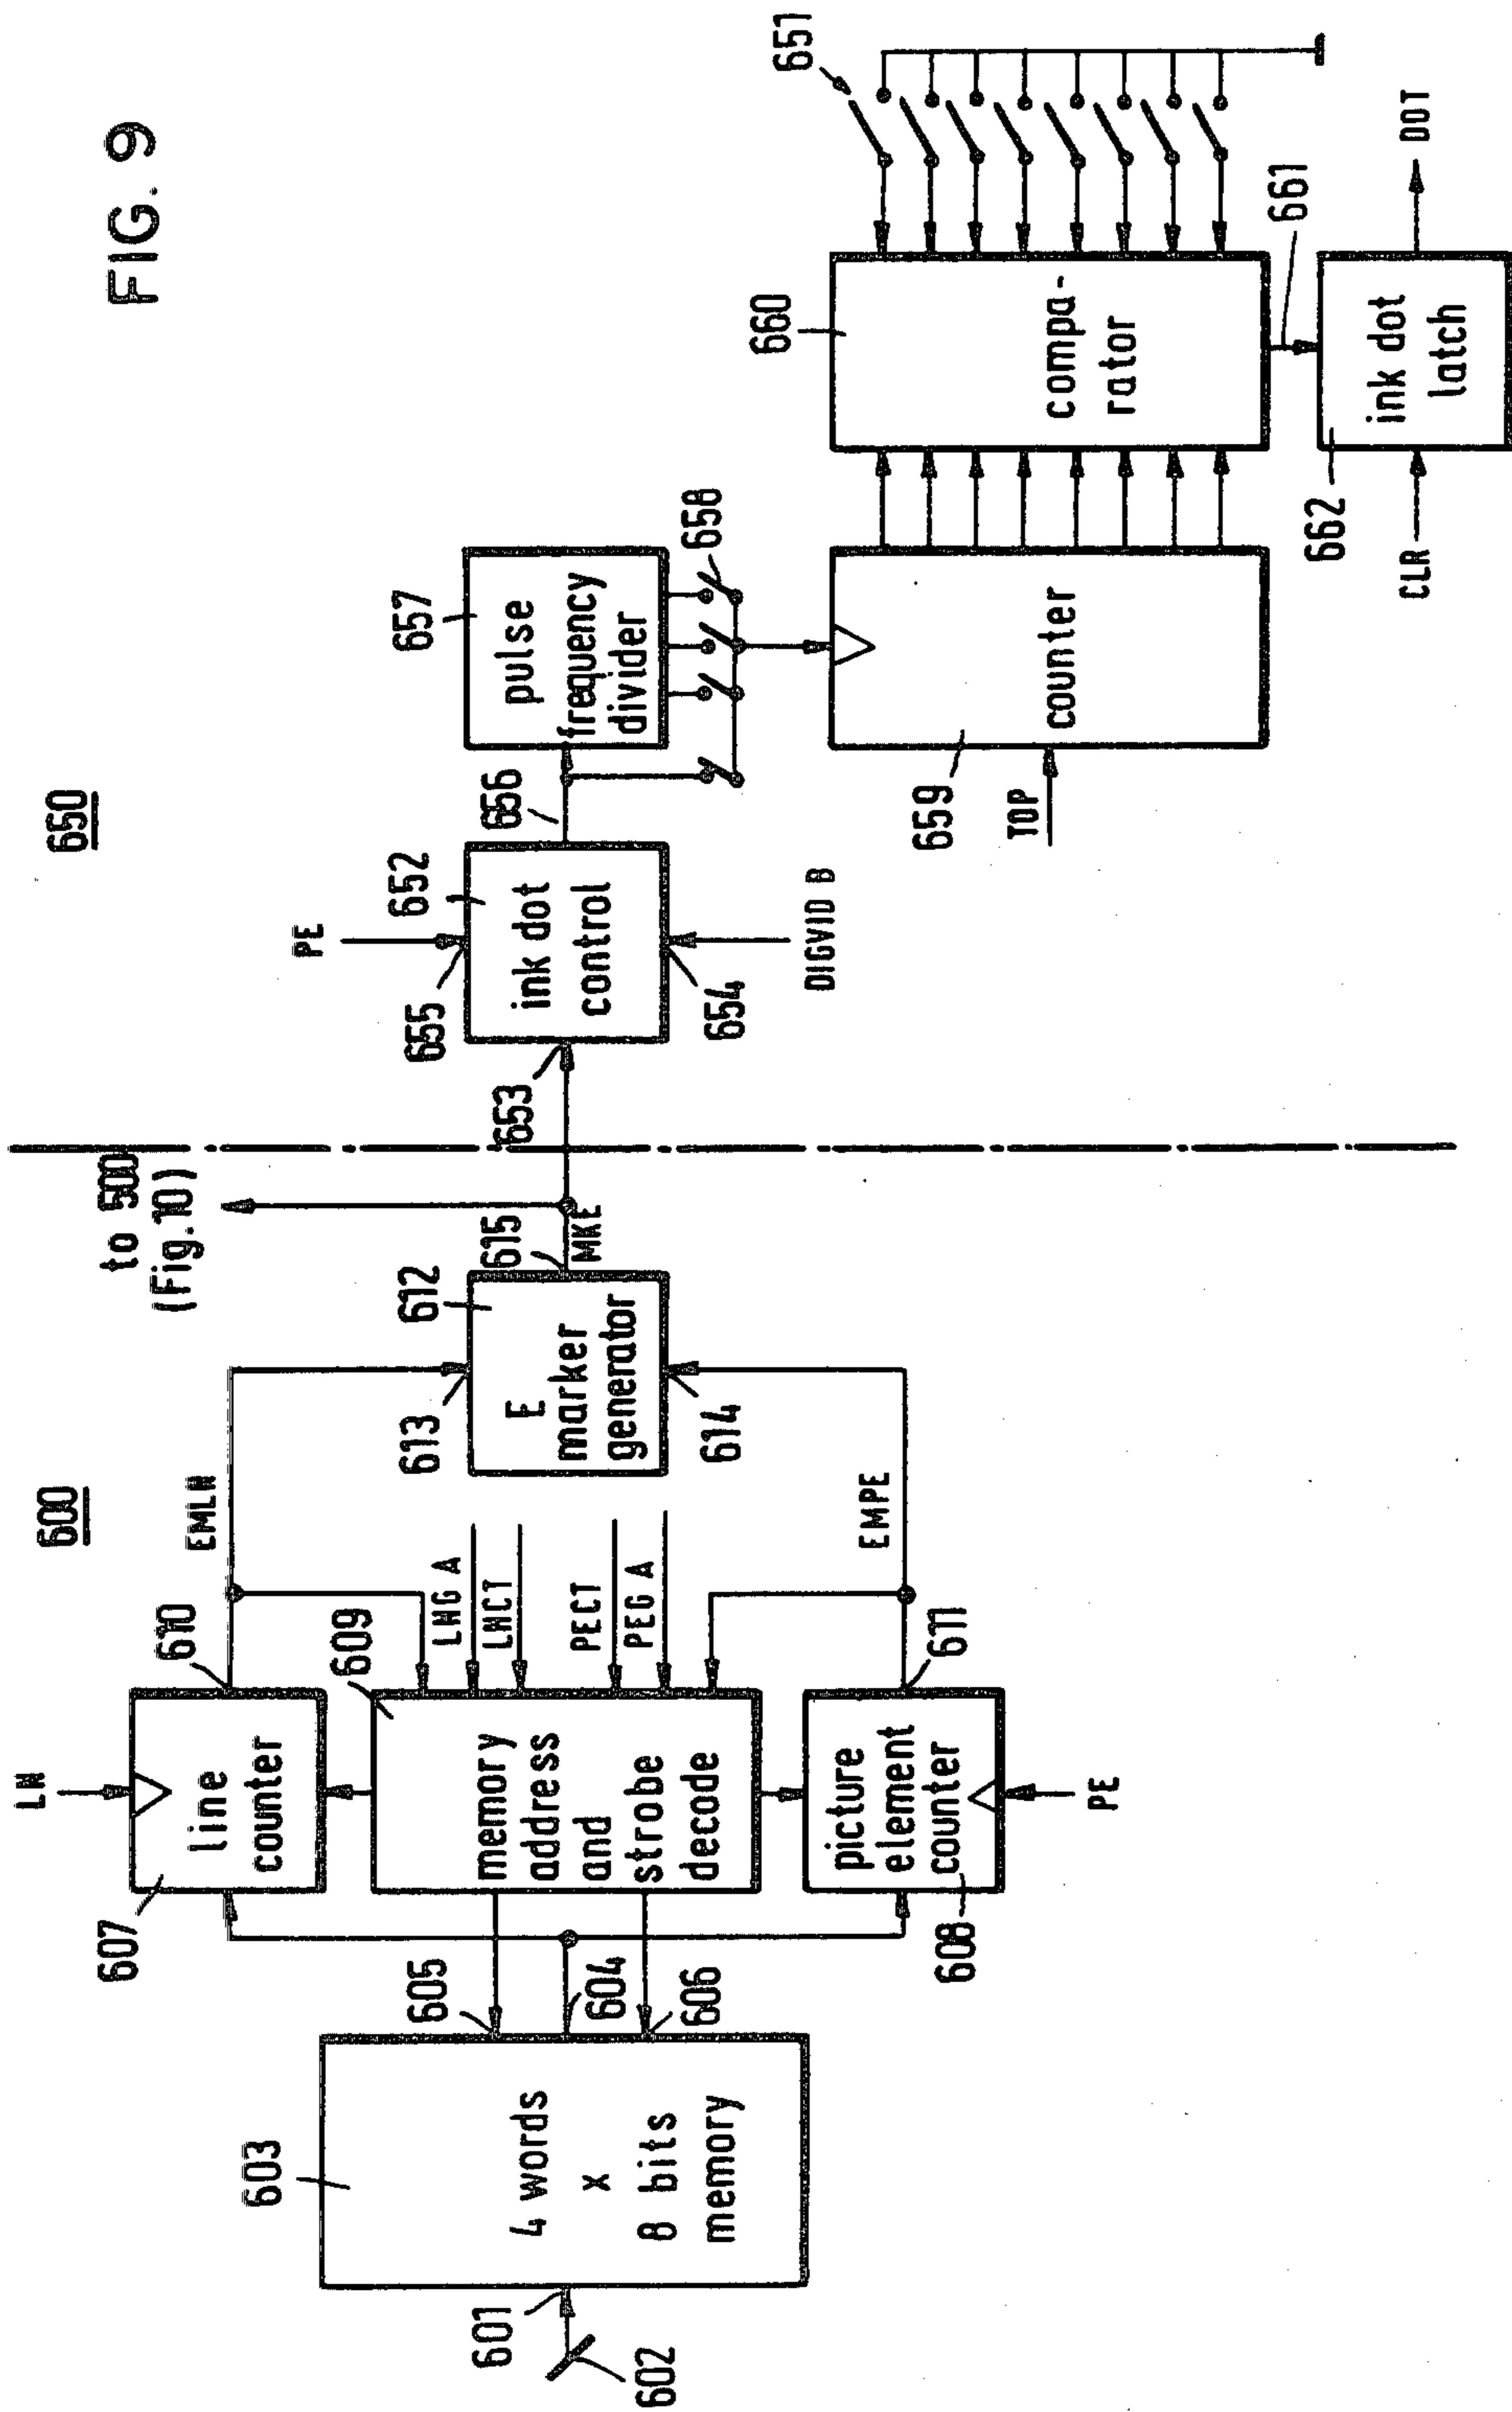 FIG. 9
600
650
to 500
(Fig.10)
601
602
603
4 words
x
8 bits
memory
604
605
606
LN
607
line
counter
610
EMLN
609
memory
address
and
strobe
decode
LNG A
LNCT
PECT
PEG A
608
picture
element
counter
611
PE
EMPE
612
E
marker
generator
613
614
615
MKE
653
PE
655
652
ink dot
control
654
DIGVID B
656
657
pulse
frequency
divider
658
TOP
659
counter
660
compa-
rator
651
661
CLR
662
ink dot
latch
DOT